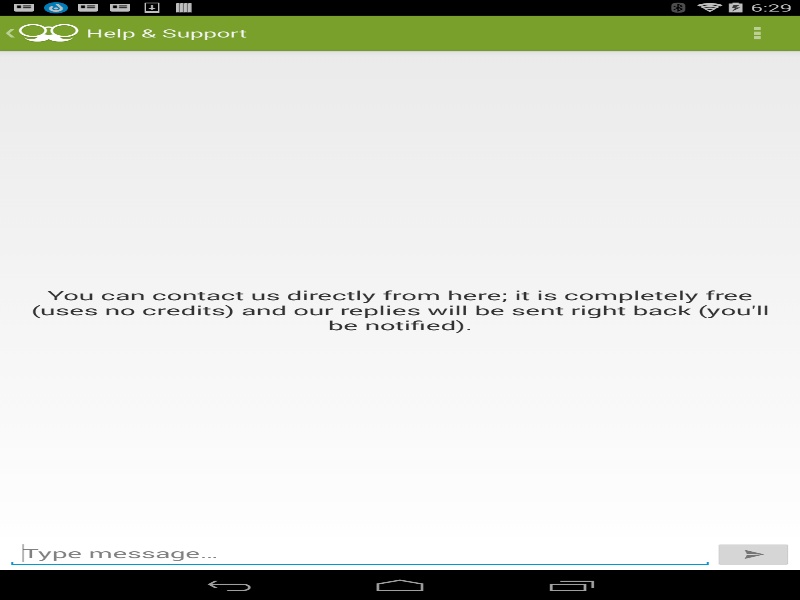 6:29
Help & Support
You can contact us directly from here; it is completely free
(uses no credits) and our replies will be sent right back (you'll
be notified).
Type message...